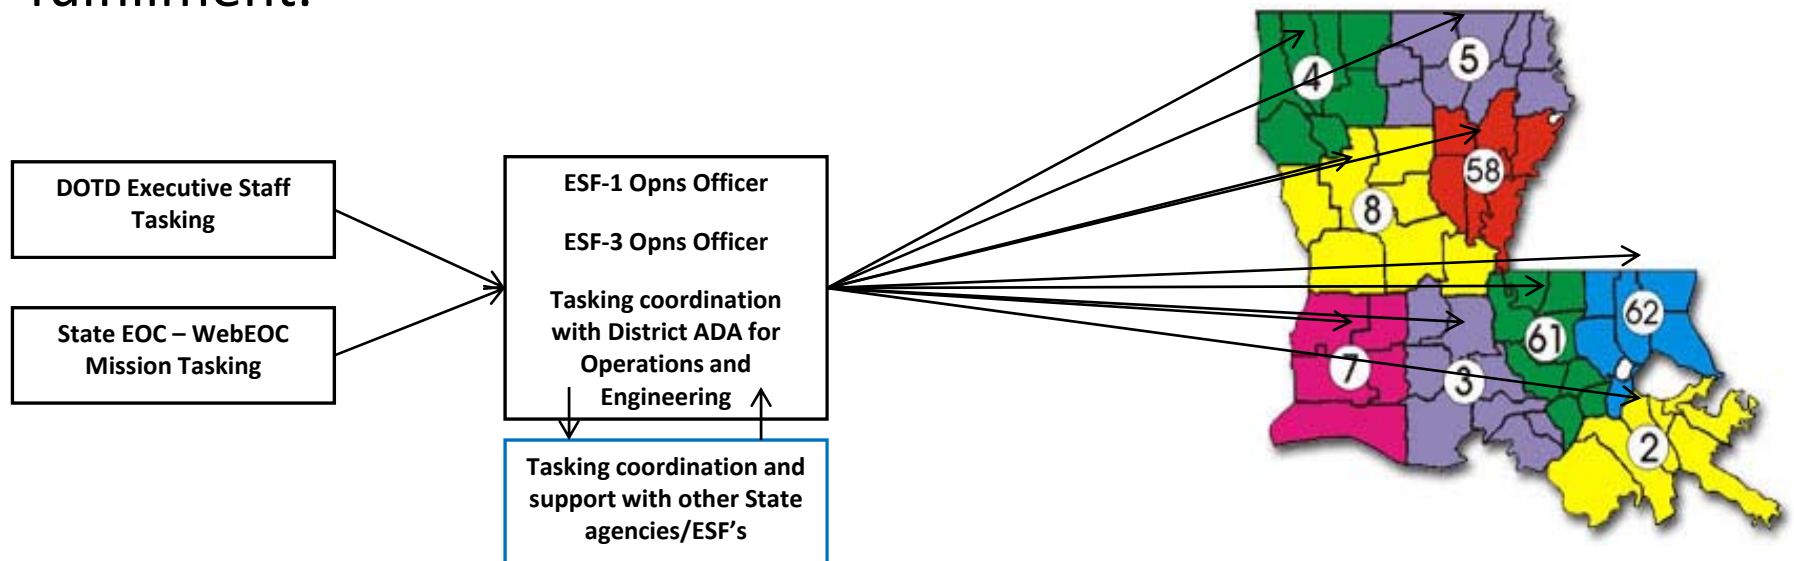 fulfillment.
DOTD Executive Staff
Tasking
State EOC – WebEOC
Mission Tasking
ESF-1 Opns Officer
ESF-3 Opns Officer
Tasking coordination
with District ADA for
Operations and
Engineering
Tasking coordination and
support with other State
agencies/ESF's
4
5
58
8
62
61
7
3
2